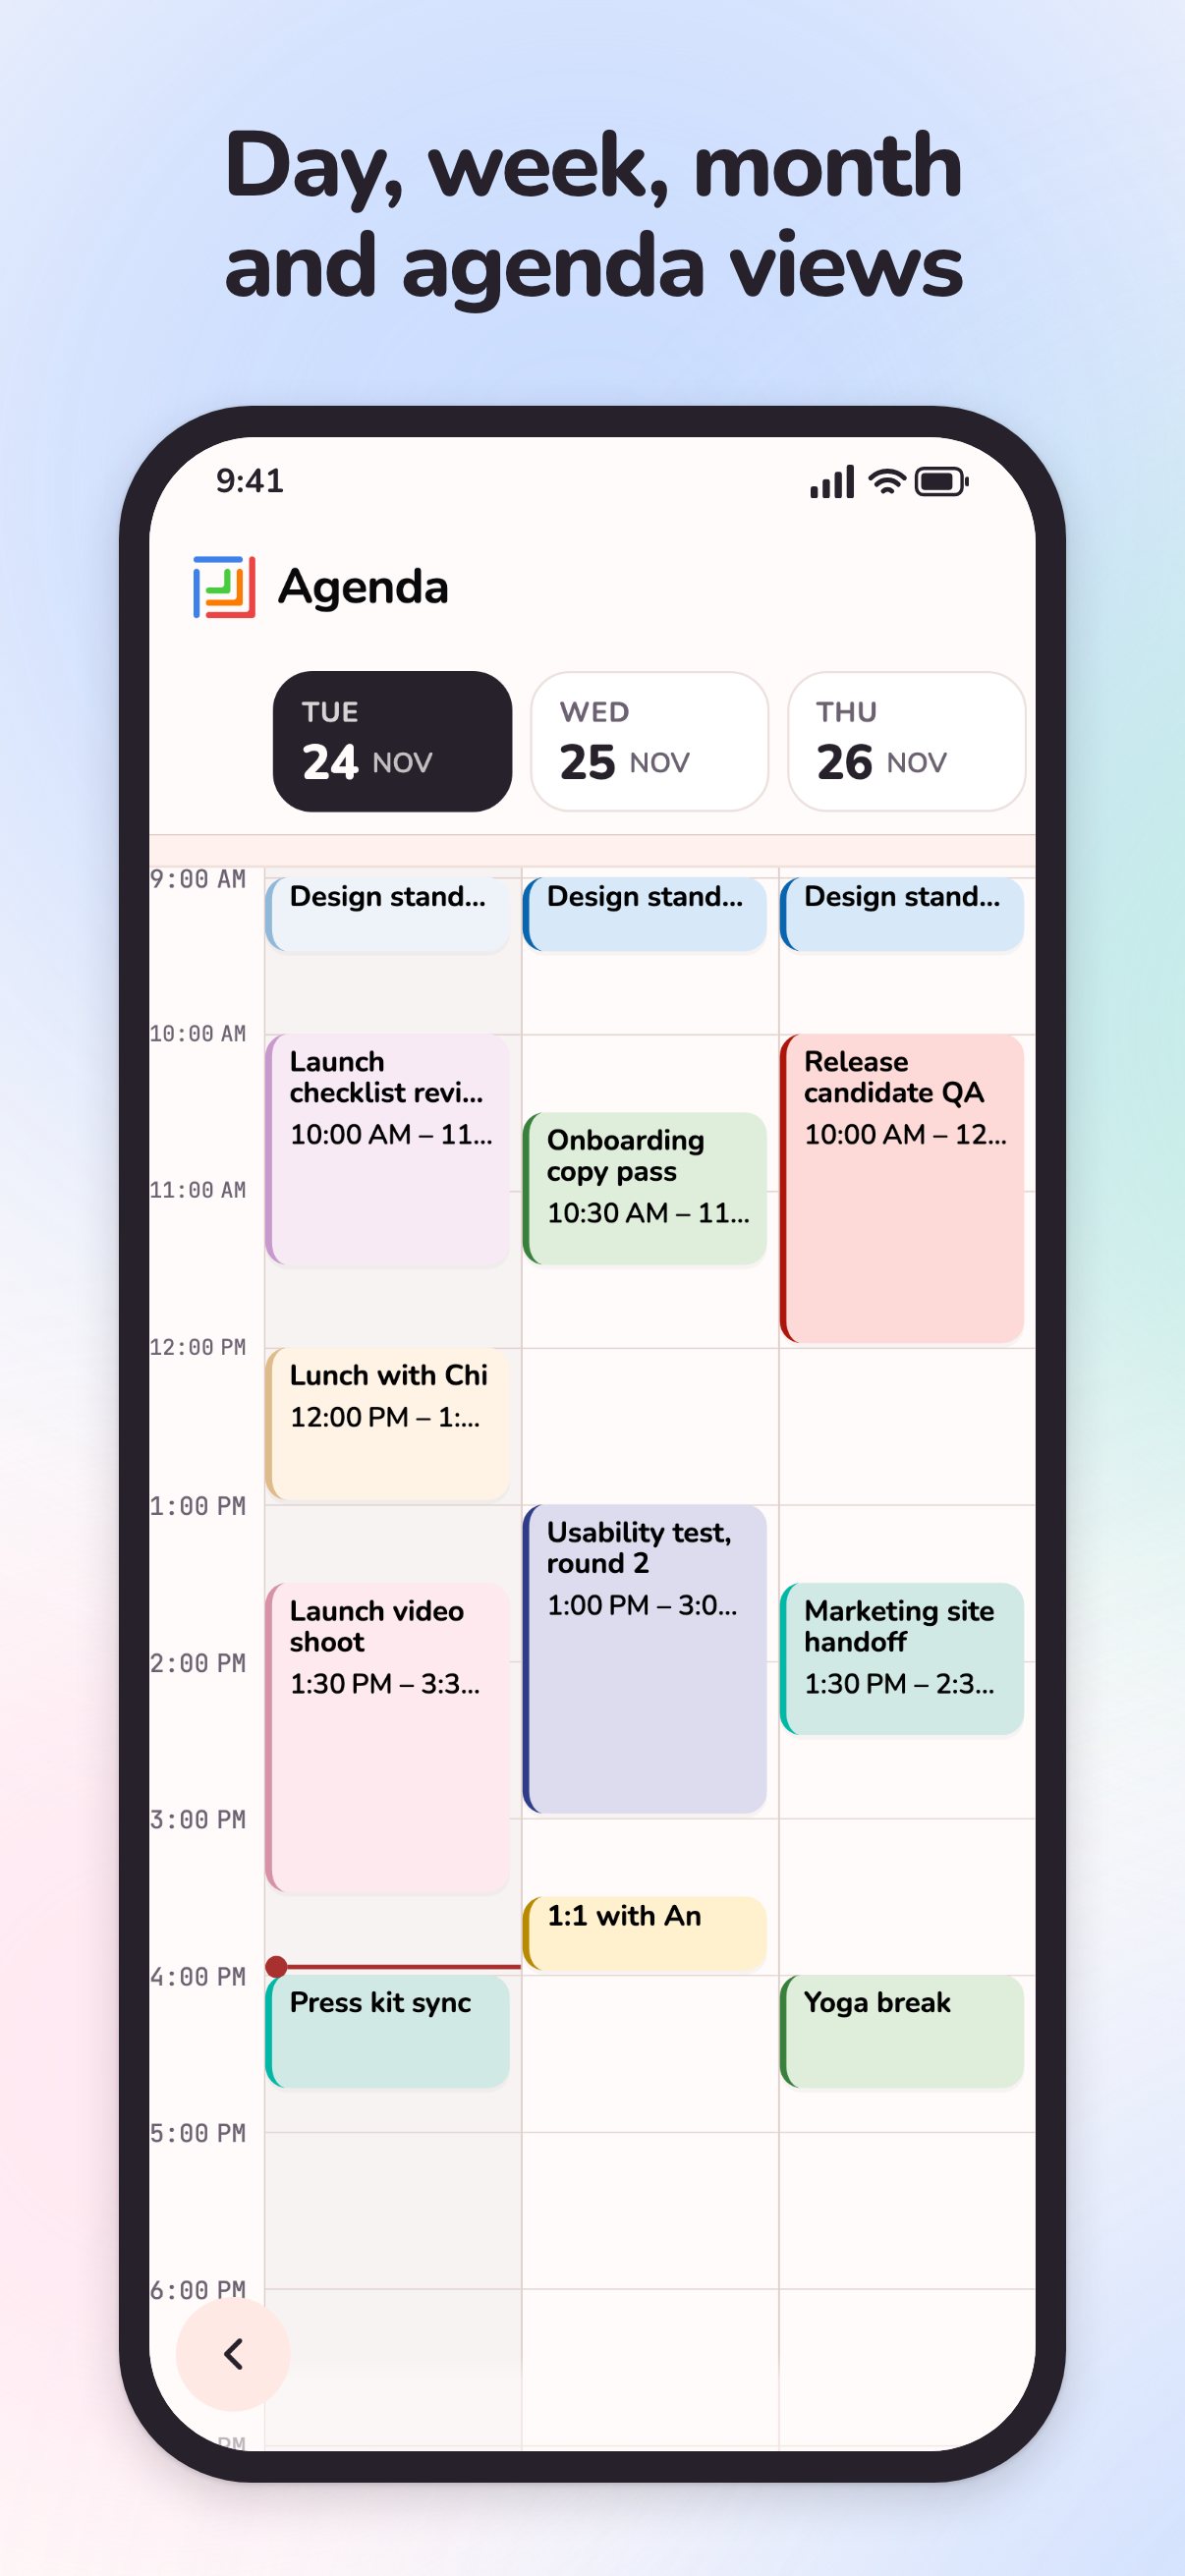 Day, week, month
and agenda views
9:41
Agenda
TUE
24 NOV
WED
25 NOV
THU
26 NOV
9:00 AM
Design stand...
Design stand...
Design stand...
10:00 AM
Launch
checklist revi...
10:00 AM – 11...
Release
candidate QA
10:00 AM – 12...
Onboarding
copy pass
10:30 AM – 11...
11:00 AM
12:00 PM
Lunch with Chi
12:00 PM – 1:...
1:00 PM
Usability test,
round 2
1:00 PM – 3:0...
Launch video
shoot
1:30 PM – 3:3...
Marketing site
handoff
1:30 PM – 2:3...
2:00 PM
3:00 PM
1:1 with An
4:00 PM
Press kit sync
Yoga break
5:00 PM
6:00 PM
PM